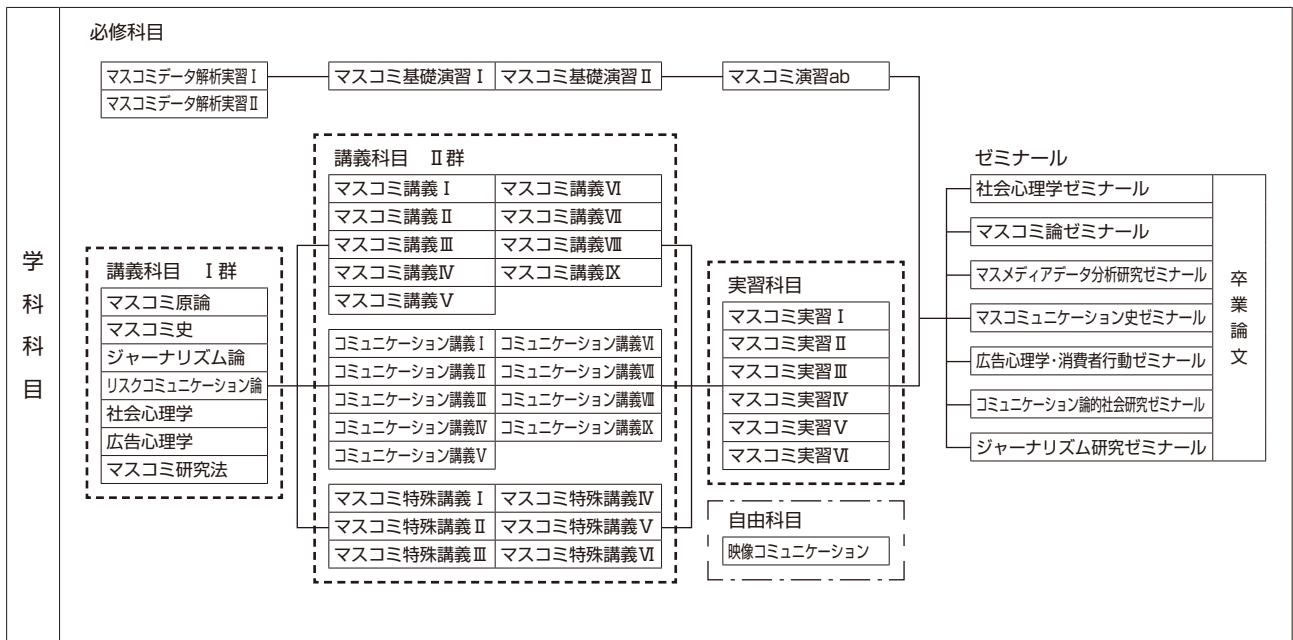 学科科目
必修科目
マスコミデータ解析実習Ⅰ
マスコミデータ解析実習Ⅱ
マスコミ基礎演習Ⅰ マスコミ基礎演習Ⅱ
マスコミ演習ab
講義科目 Ⅰ群
マスコミ原論
マスコミ史
ジャーナリズム論
リスクコミュニケーション論
社会心理学
広告心理学
マスコミ研究法
講義科目 Ⅱ群
マスコミ講義Ⅰ マスコミ講義Ⅵ
マスコミ講義Ⅱ マスコミ講義Ⅶ
マスコミ講義Ⅲ マスコミ講義Ⅷ
マスコミ講義Ⅳ マスコミ講義Ⅸ
マスコミ講義Ⅴ
コミュニケーション講義Ⅰ コミュニケーション講義Ⅵ
コミュニケーション講義Ⅱ コミュニケーション講義Ⅶ
コミュニケーション講義Ⅲ コミュニケーション講義Ⅷ
コミュニケーション講義Ⅳ コミュニケーション講義Ⅸ
コミュニケーション講義Ⅴ
マスコミ特殊講義Ⅰ マスコミ特殊講義Ⅳ
マスコミ特殊講義Ⅱ マスコミ特殊講義Ⅴ
マスコミ特殊講義Ⅲ マスコミ特殊講義Ⅵ
実習科目
マスコミ実習Ⅰ
マスコミ実習Ⅱ
マスコミ実習Ⅲ
マスコミ実習Ⅳ
マスコミ実習Ⅴ
マスコミ実習Ⅵ
自由科目
映像コミュニケーション
ゼミナール
社会心理学ゼミナール
マスコミ論ゼミナール
マスメディアデータ分析研究ゼミナール
マスコミュニケーション史ゼミナール
広告心理学・消費者行動ゼミナール
コミュニケーション論的社会研究ゼミナール
ジャーナリズム研究ゼミナール
卒業論文